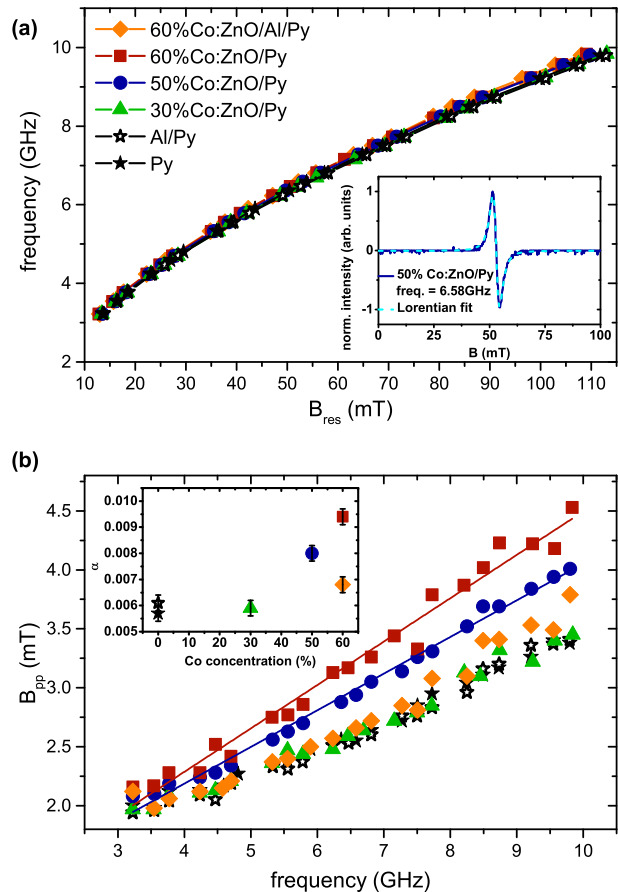 (a)
60%Co:ZnO/Al/Py
60%Co:ZnO/Py
50%Co:ZnO/Py
30%Co:ZnO/Py
Al/Py
Py
frequency (GHz)
10
8
6
4
2
10 20 30 40 50 60 70 80 90 100 110
B_res (mT)
norm. intensity (arb. units)
1
0
-1
50% Co:ZnO/Py
freq. = 6.58GHz
Lorentian fit
0 25 50 75 100
B (mT)
(b)
B_pp (mT)
4.5
4.0
3.5
3.0
2.5
2.0
α
0.010
0.009
0.008
0.007
0.006
0.005
0 10 20 30 40 50 60
Co concentration (%)
3 4 5 6 7 8 9 10
frequency (GHz)